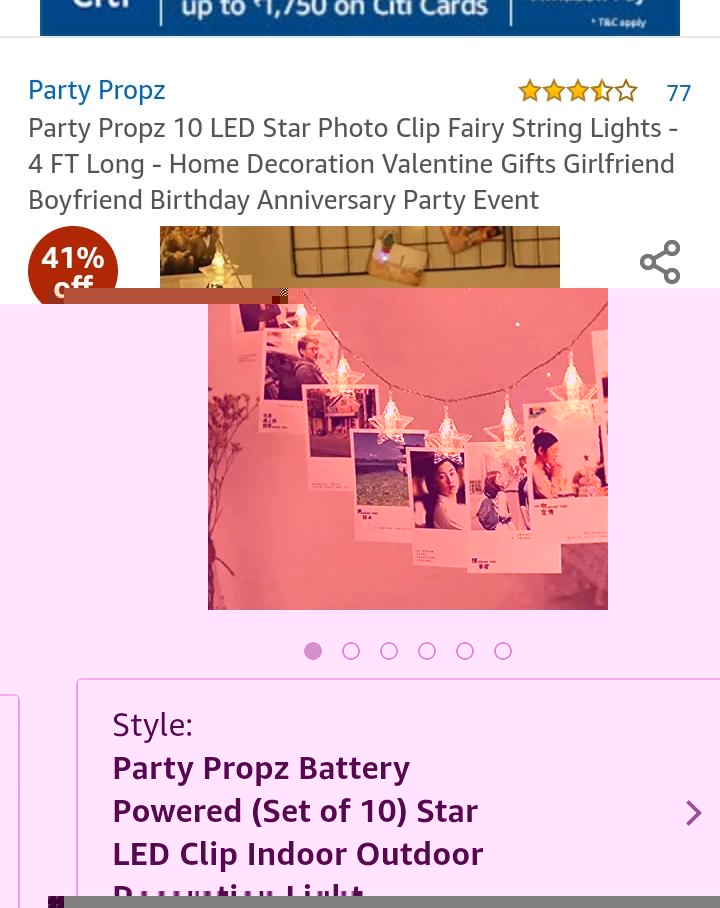 Citi
up to ₹1,750 on Citi Cards
* T&C apply
Party Propz
77
Party Propz 10 LED Star Photo Clip Fairy String Lights -
4 FT Long - Home Decoration Valentine Gifts Girlfriend
Boyfriend Birthday Anniversary Party Event
41%
off
Style:
Party Propz Battery
Powered (Set of 10) Star
LED Clip Indoor Outdoor
Decoration Light